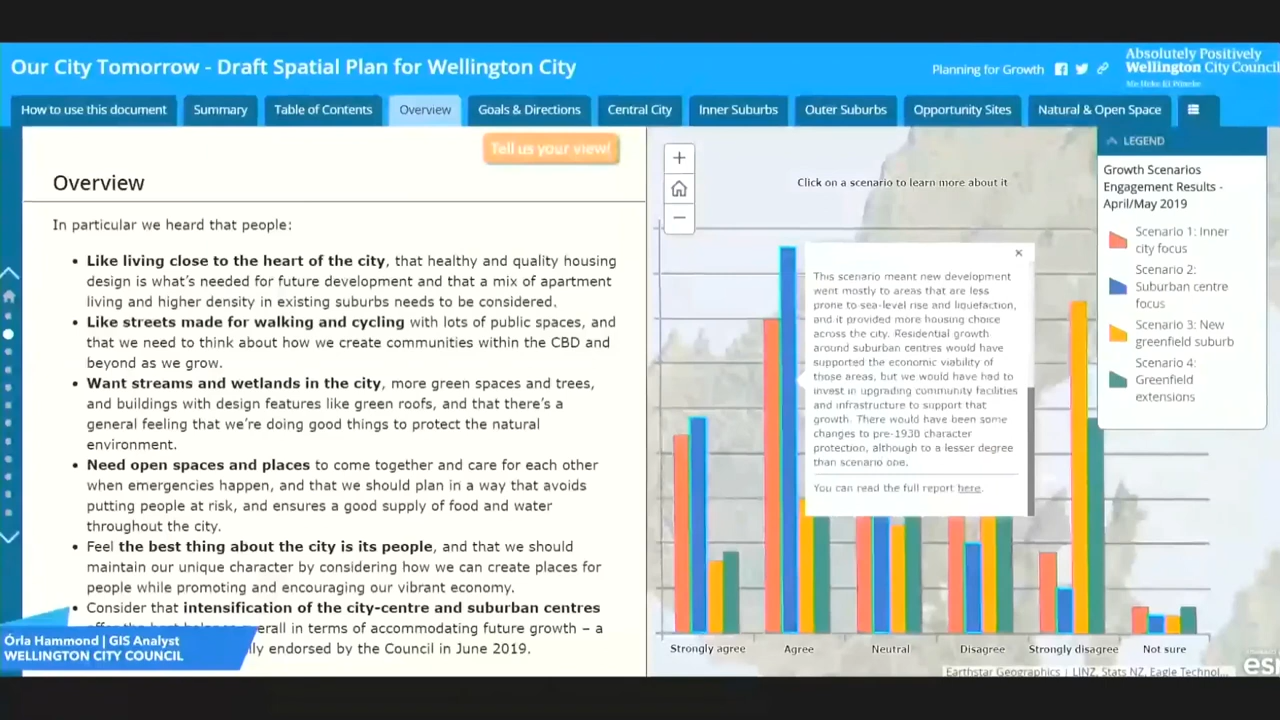 Our City Tomorrow - Draft Spatial Plan for Wellington City
Planning for Growth
Absolutely Positively
Wellington City Council
Me Heke Ki Pōneke
How to use this document
Summary
Table of Contents
Overview
Goals & Directions
Central City
Inner Suburbs
Outer Suburbs
Opportunity Sites
Natural & Open Space
Tell us your view!
Overview
In particular we heard that people:
• Like living close to the heart of the city, that healthy and quality housing
design is what's needed for future development and that a mix of apartment
living and higher density in existing suburbs needs to be considered.
• Like streets made for walking and cycling with lots of public spaces, and
that we need to think about how we create communities within the CBD and
beyond as we grow.
• Want streams and wetlands in the city, more green spaces and trees,
and buildings with design features like green roofs, and that there's a
general feeling that we're doing good things to protect the natural
environment.
• Need open spaces and places to come together and care for each other
when emergencies happen, and that we should plan in a way that avoids
putting people at risk, and ensures a good supply of food and water
throughout the city.
• Feel the best thing about the city is its people, and that we should
maintain our unique character by considering how we can create places for
people while promoting and encouraging our vibrant economy.
• Consider that intensification of the city-centre and suburban centres
overall in terms of accommodating future growth – a
endorsed by the Council in June 2019.
Órla Hammond | GIS Analyst
WELLINGTON CITY COUNCIL
Click on a scenario to learn more about it
This scenario meant new development
went mostly to areas that are less
prone to sea-level rise and liquefaction,
and it provided more housing choice
across the city. Residential growth
around suburban centres would have
supported the economic viability of
those areas, but we would have had to
invest in upgrading community facilities
and infrastructure to support that
growth. There would have been some
changes to pre-1930 character
protection, although to a lesser degree
than scenario one.
You can read the full report here.
LEGEND
Growth Scenarios
Engagement Results -
April/May 2019
Scenario 1: Inner
city focus
Scenario 2:
Suburban centre
focus
Scenario 3: New
greenfield suburb
Scenario 4:
Greenfield
extensions
Strongly agree
Agree
Neutral
Disagree
Strongly disagree
Not sure
Earthstar Geographics | LINZ, Stats NZ, Eagle Technol...
esri